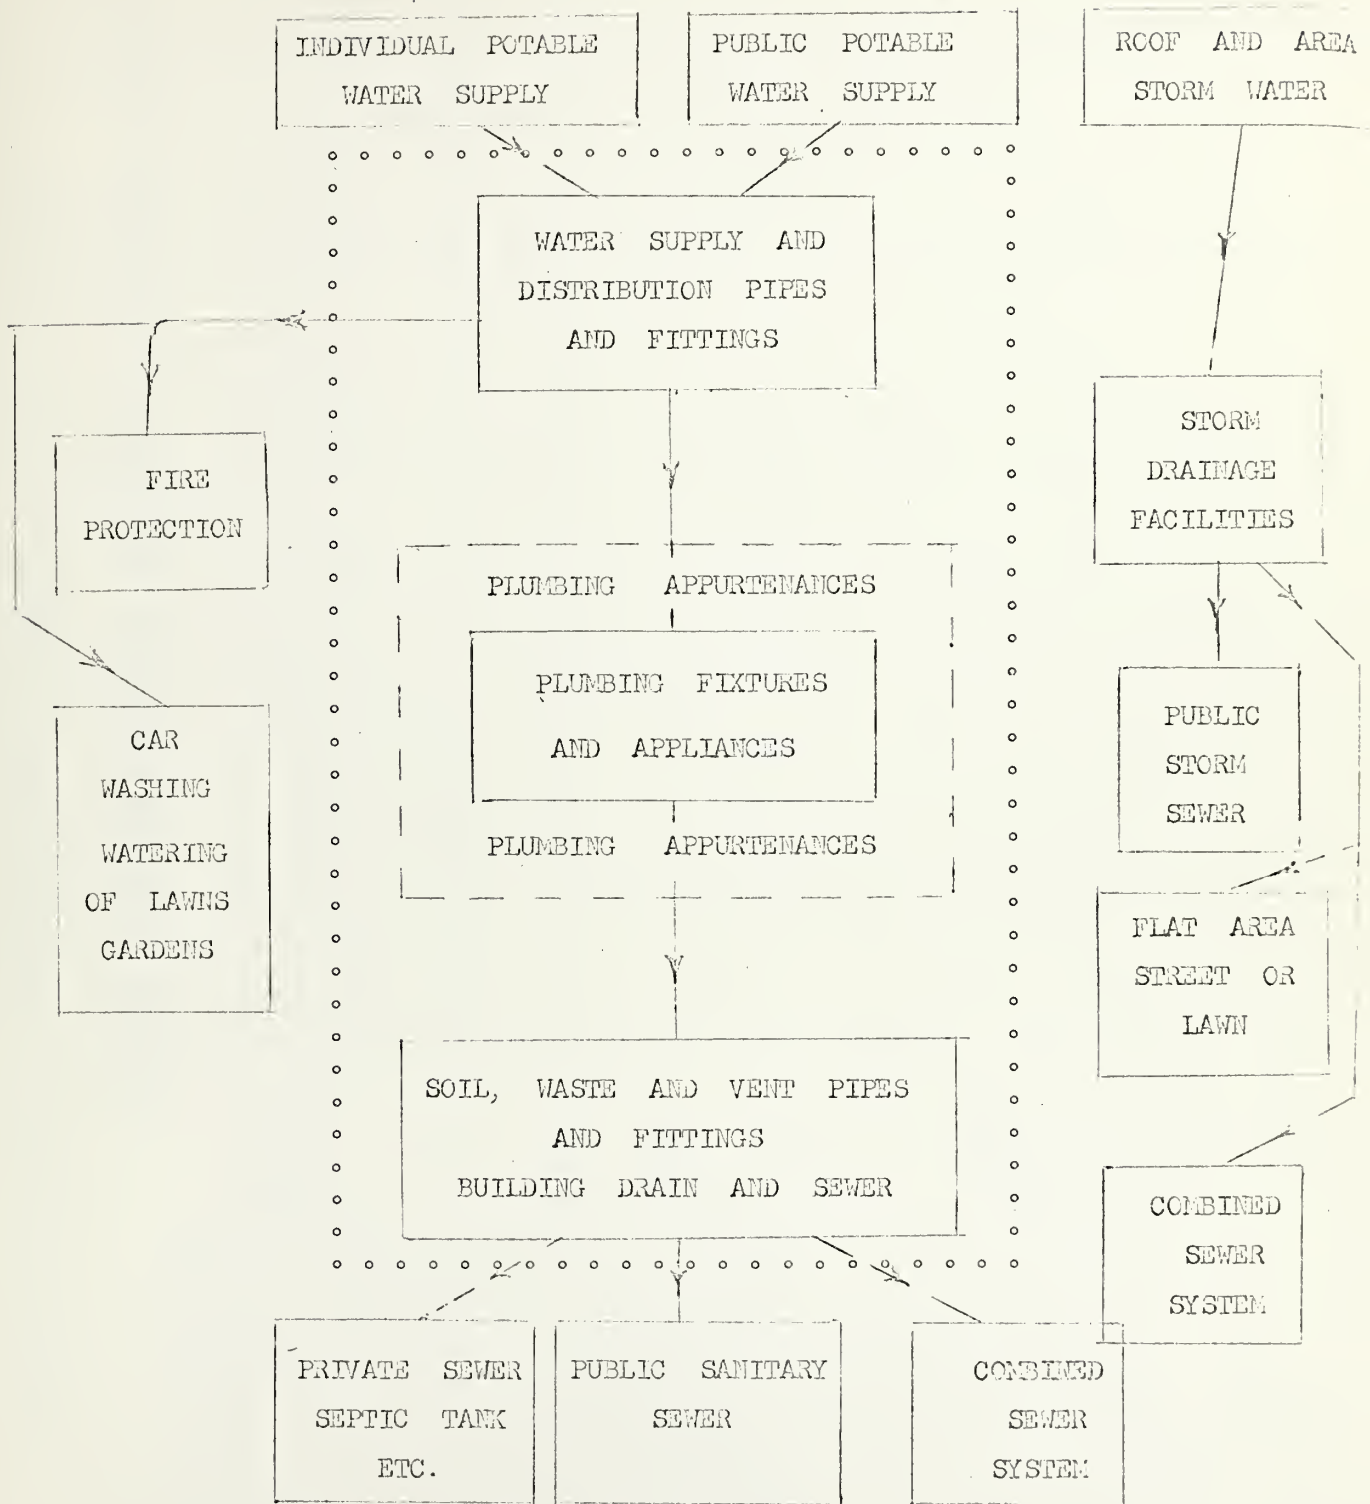 INDIVIDUAL POTABLE
WATER SUPPLY
PUBLIC POTABLE
WATER SUPPLY
ROOF AND AREA
STORM WATER
WATER SUPPLY AND
DISTRIBUTION PIPES
AND FITTINGS
FIRE
PROTECTION
STORM
DRAINAGE
FACILITIES
PLUMBING APPURTENANCES
PLUMBING FIXTURES
AND APPLIANCES
PLUMBING APPURTENANCES
CAR
WASHING
WATERING
OF LAWNS
GARDENS
PUBLIC
STORM
SEWER
FLAT AREA
STREET OR
LAWN
SOIL, WASTE AND VENT PIPES
AND FITTINGS
BUILDING DRAIN AND SEWER
COMBINED
SEWER
SYSTEM
PRIVATE SEWER
SEPTIC TANK
ETC.
PUBLIC SANITARY
SEWER
COMBINED
SEWER
SYSTEM